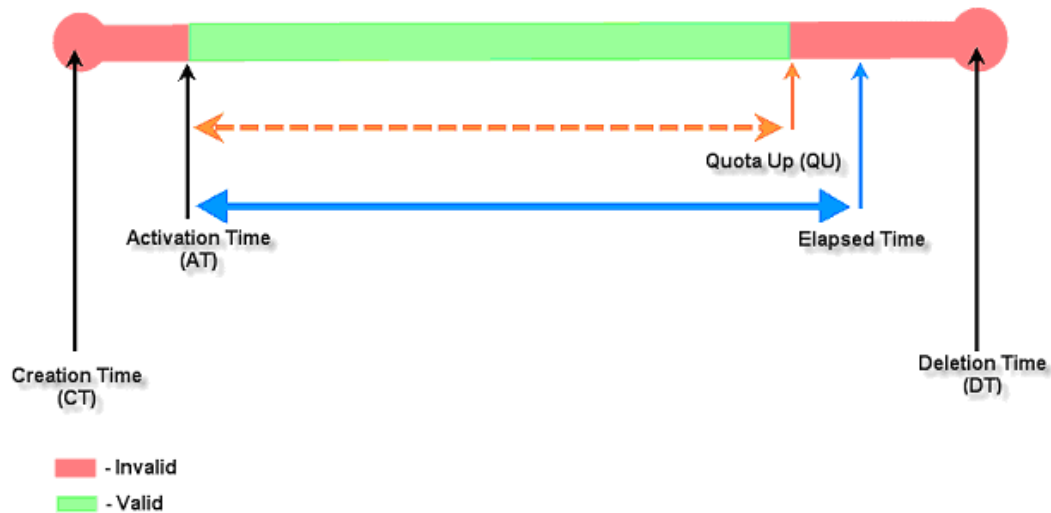 Quota Up (QU)
Activation Time
(AT)
Elapsed Time
Creation Time
(CT)
Deletion Time
(DT)
- Invalid
- Valid